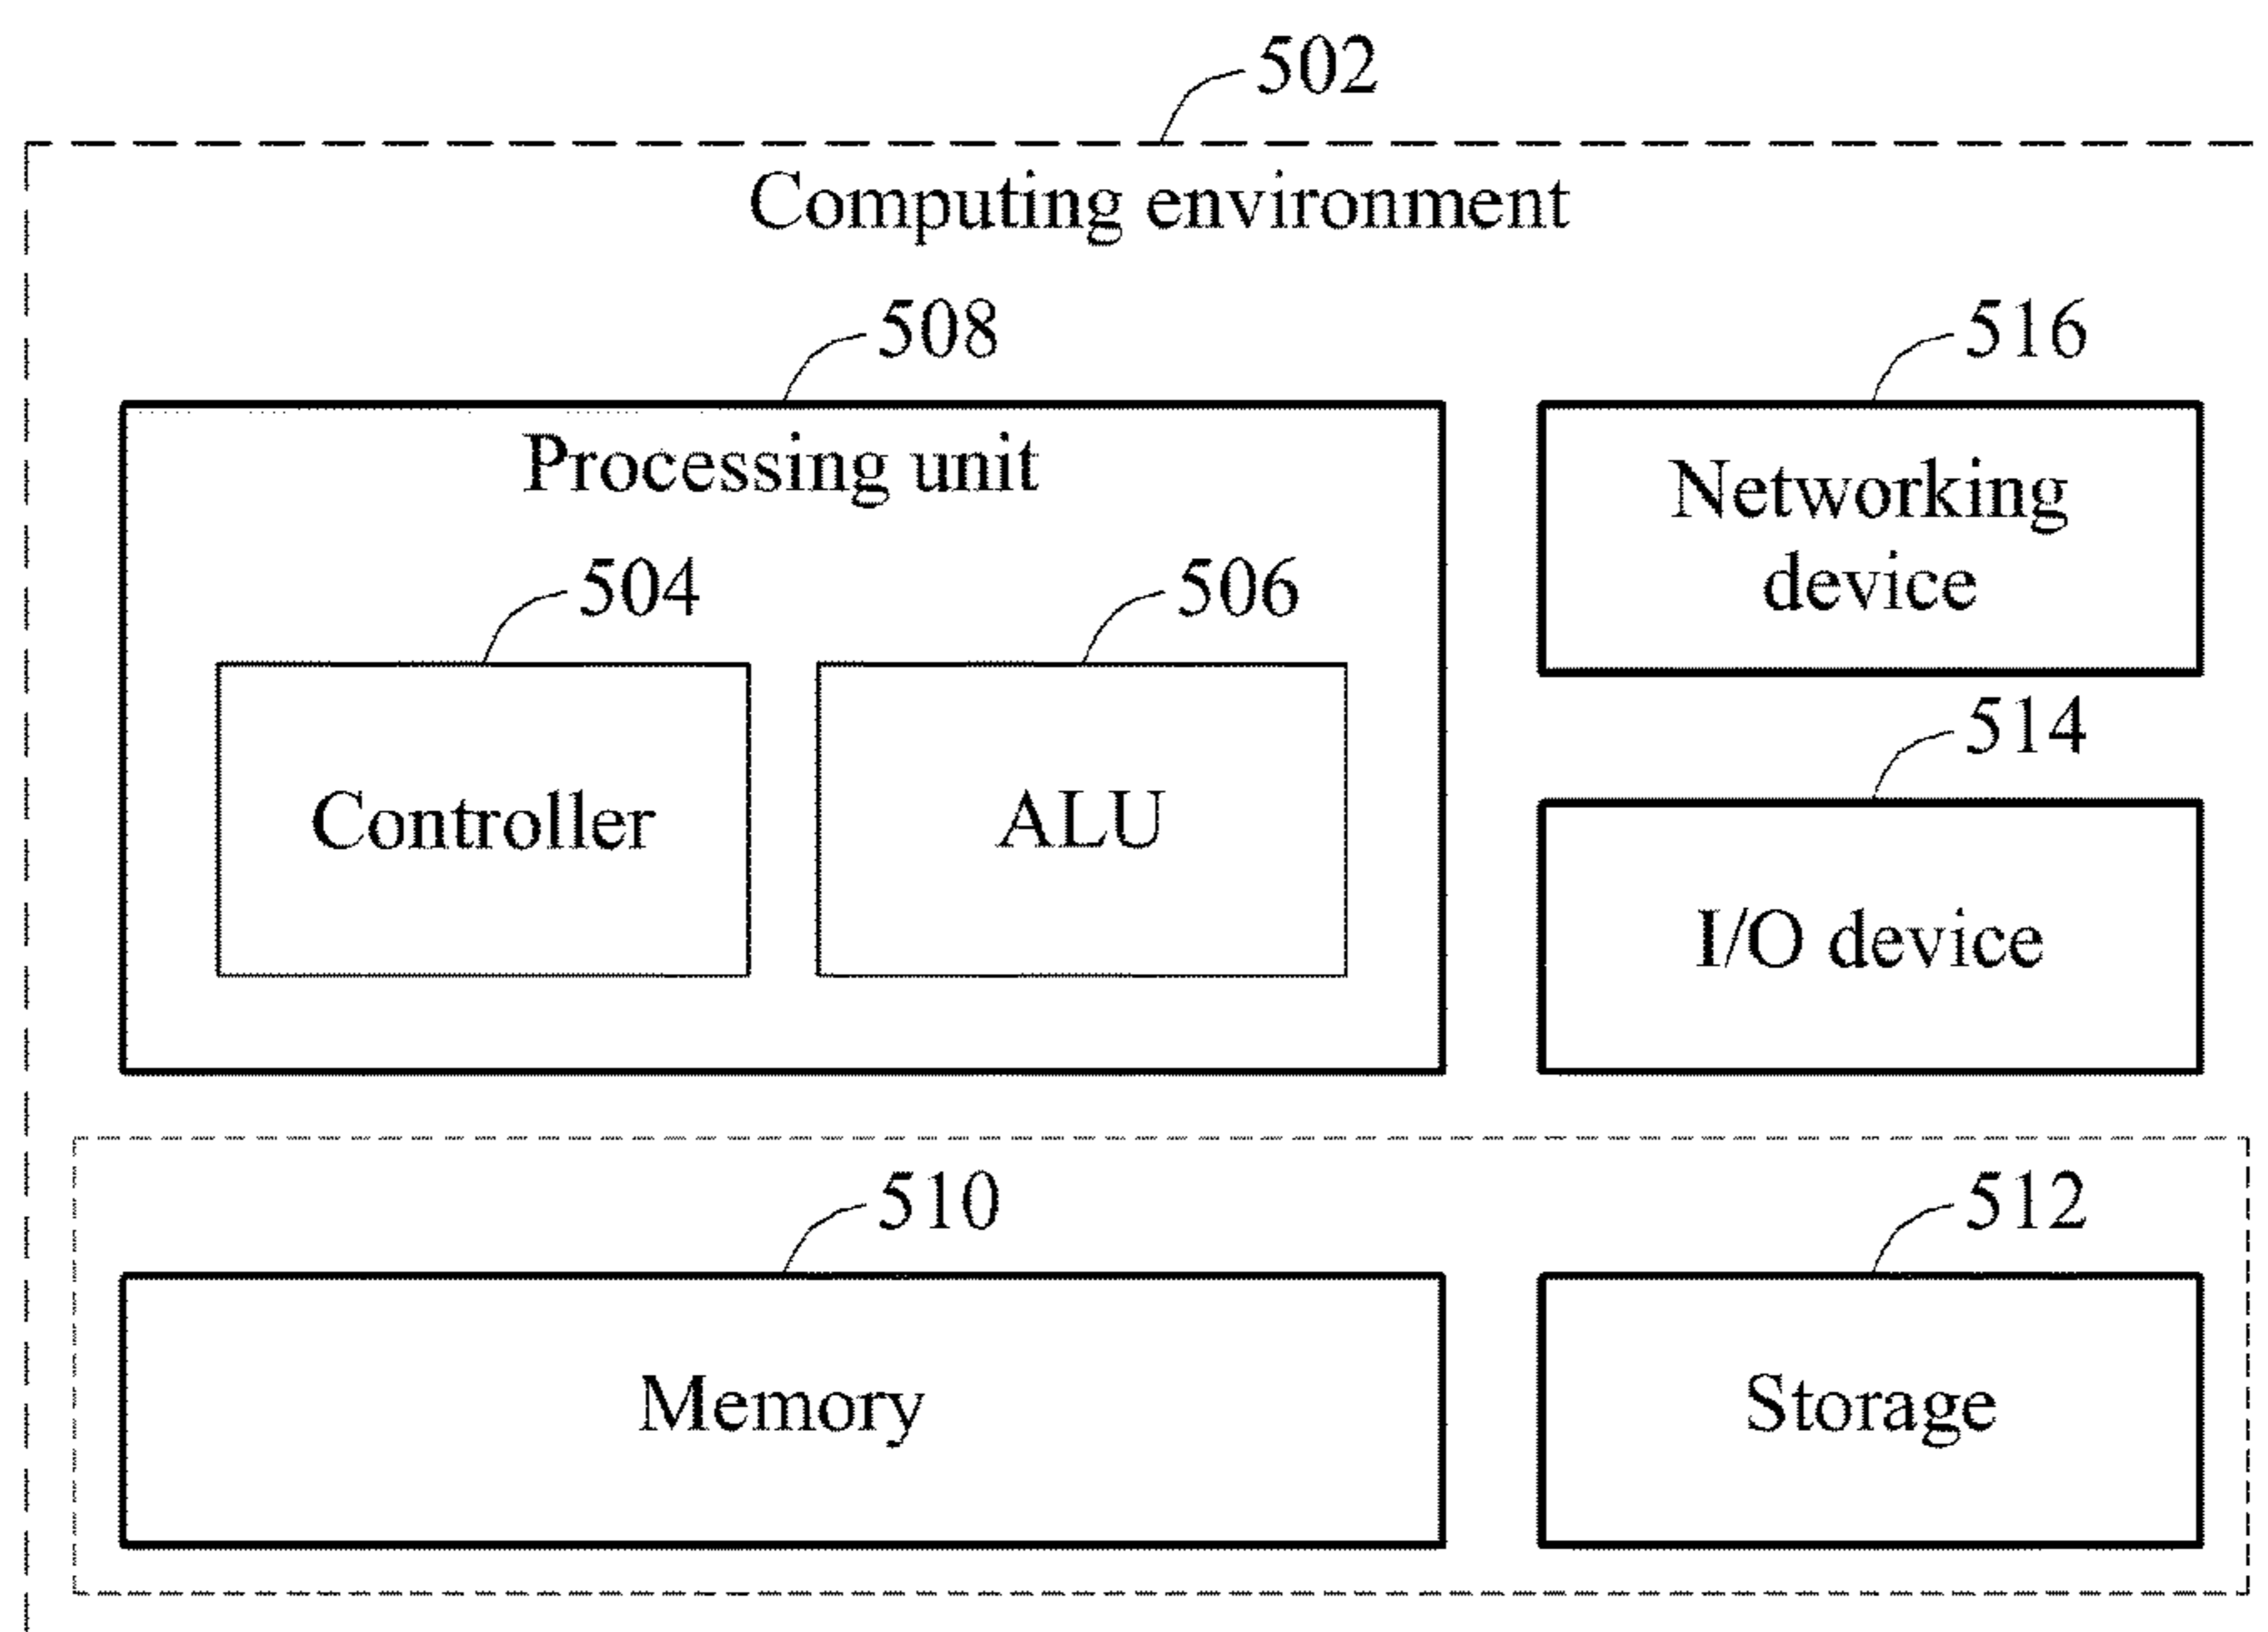 502
Computing environment
508
516
Processing unit
Networking
device
504
506
Controller
ALU
514
I/O device
510
512
Memory
Storage